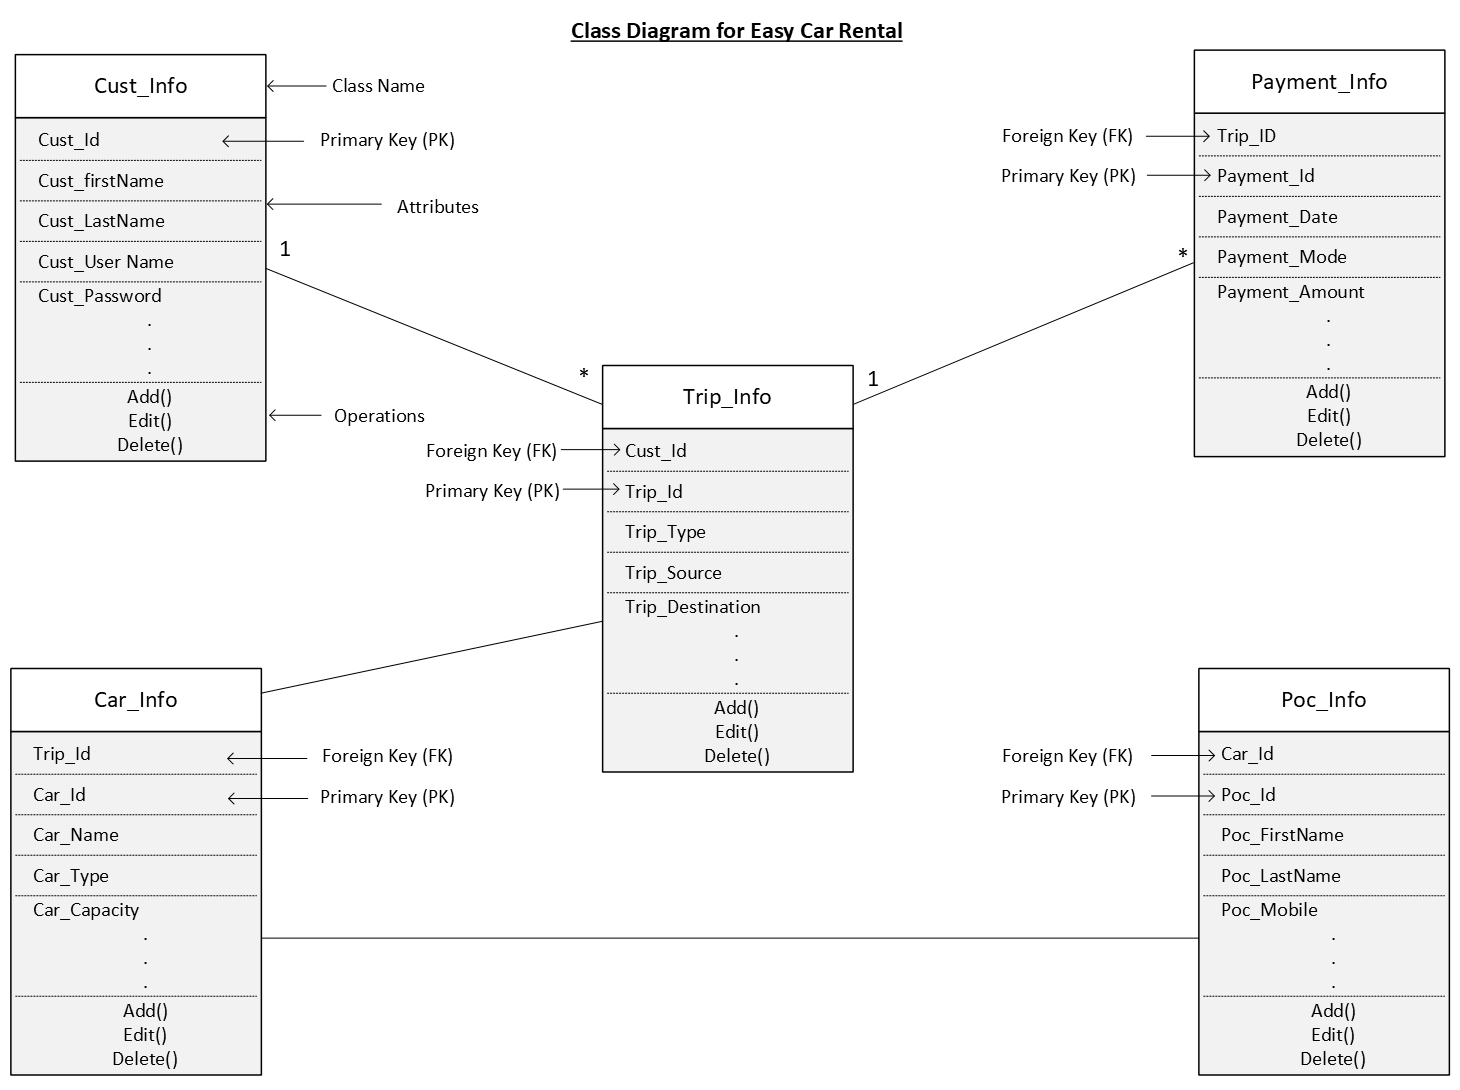 Class Diagram for Easy Car Rental
Cust_Info
Class Name
Cust_Id
Primary Key (PK)
Cust_firstName
Cust_LastName
Attributes
Cust_User Name
Cust_Password
.
.
.
Add()
Edit()
Delete()
Operations
1
*
Payment_Info
Foreign Key (FK)
Trip_ID
Primary Key (PK)
Payment_Id
Payment_Date
Payment_Mode
Payment_Amount
.
.
.
Add()
Edit()
Delete()
*
1
Trip_Info
Foreign Key (FK)
Cust_Id
Primary Key (PK)
Trip_Id
Trip_Type
Trip_Source
Trip_Destination
.
.
.
Add()
Edit()
Delete()
Car_Info
Trip_Id
Foreign Key (FK)
Car_Id
Primary Key (PK)
Car_Name
Car_Type
Car_Capacity
.
.
.
Add()
Edit()
Delete()
Poc_Info
Foreign Key (FK)
Car_Id
Primary Key (PK)
Poc_Id
Poc_FirstName
Poc_LastName
Poc_Mobile
.
.
.
Add()
Edit()
Delete()